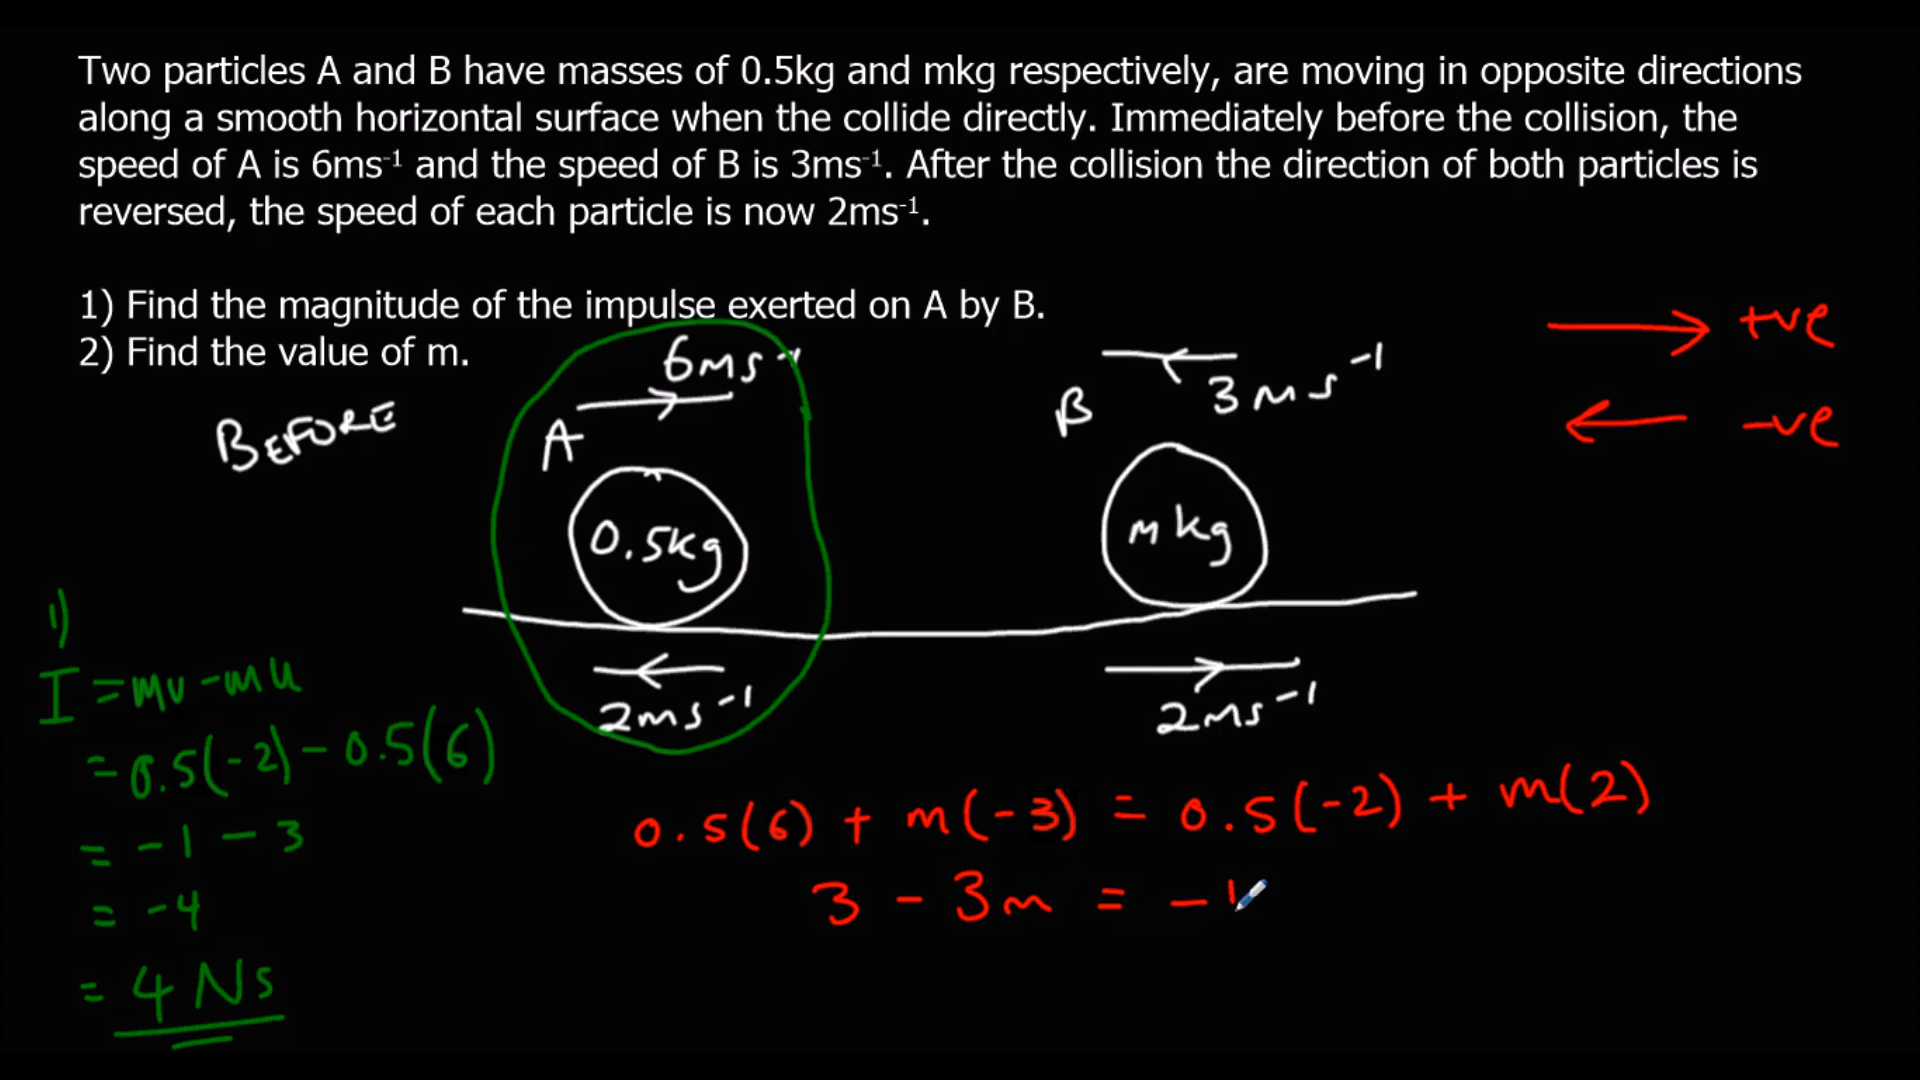 Two particles A and B have masses of 0.5kg and mkg respectively, are moving in opposite directions
along a smooth horizontal surface when the collide directly. Immediately before the collision, the
speed of A is 6ms⁻¹ and the speed of B is 3ms⁻¹. After the collision the direction of both particles is
reversed, the speed of each particle is now 2ms⁻¹.
1) Find the magnitude of the impulse exerted on A by B.
2) Find the value of m.
→ +ve
← -ve
BEFORE
6ms⁻¹
A
0.5kg
2ms⁻¹
3ms⁻¹
B
mkg
2ms⁻¹
1)
I = mv - mu
= 0.5(-2) - 0.5(6)
= -1 - 3
= -4
= 4 Ns
0.5(6) + m(-3) = 0.5(-2) + m(2)
3 - 3m = -1